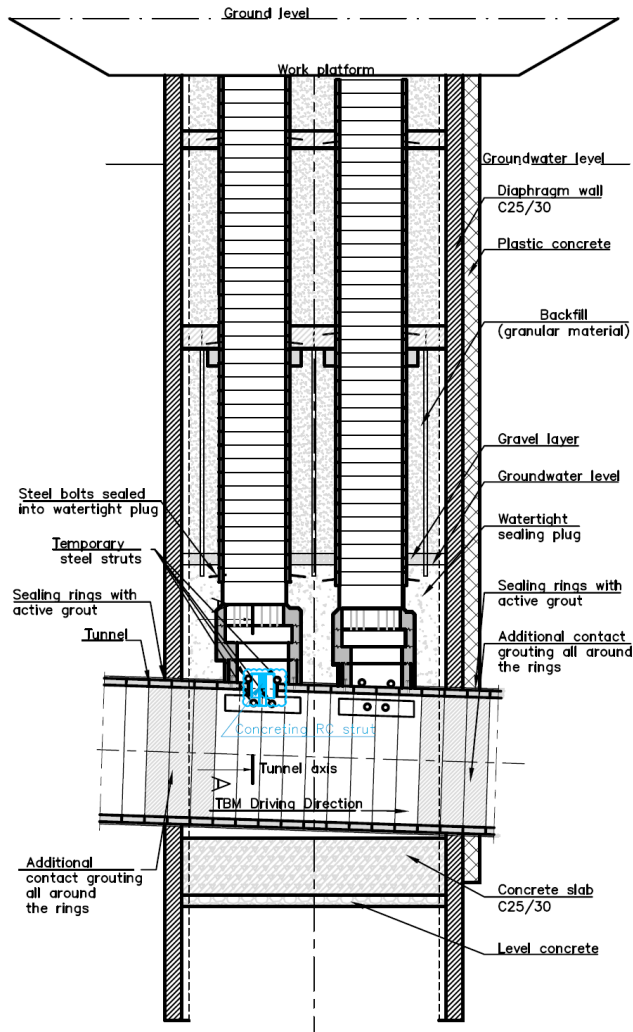 Ground level
Work platform
Groundwater level
Diaphragm wall
C25/30
Plastic concrete
Backfill
(granular material)
Gravel layer
Groundwater level
Steel bolts sealed
into watertight plug
Watertight
sealing plug
Temporary
steel struts
Sealing rings with
active grout
Sealing rings with
active grout
Tunnel
Additional contact
grouting all around
the rings
Concreting RC strut
Tunnel axis
A
TBM Driving Direction
Additional
contact grouting
all around
the rings
Concrete slab
C25/30
Level concrete